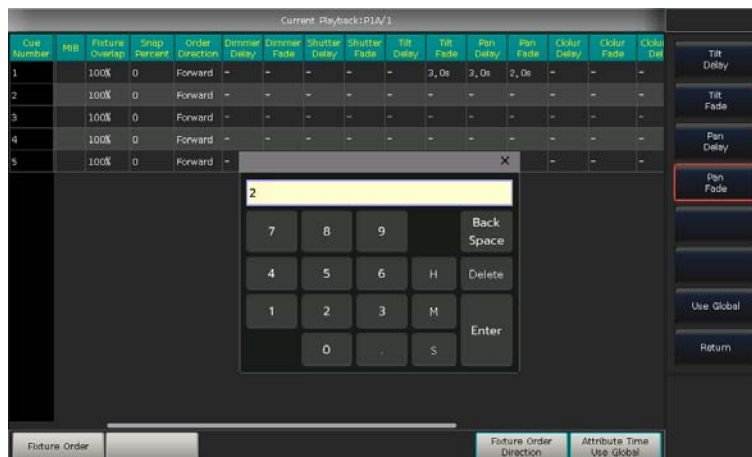 Current Playback:P1A/1
Cue Number MIB Fixture Overlap Snap Percent Order Direction Dimmer Delay Dimmer Fade Shutter Delay Shutter Fade Tilt Delay Tilt Fade Pan Delay Pan Fade Clolur Delay Clolur Fade Clolu Del
1 100% 0 Forward - - - - - 3,0s 3,0s 2,0s - - -
2 100% 0 Forward - - - - - - - - - - -
3 100% 0 Forward - - - - - - - - - - -
4 100% 0 Forward - - - - - - - - - - -
5 100% 0 Forward - - - -
×
2
7 8 9 Back Space
4 5 6 H Delete
1 2 3 M Enter
0 . S
Tilt Delay
Tilt Fade
Pan Delay
Pan Fade
Use Global
Return
Fixture Order
Fixture Order Direction
Attribute Time Use Global